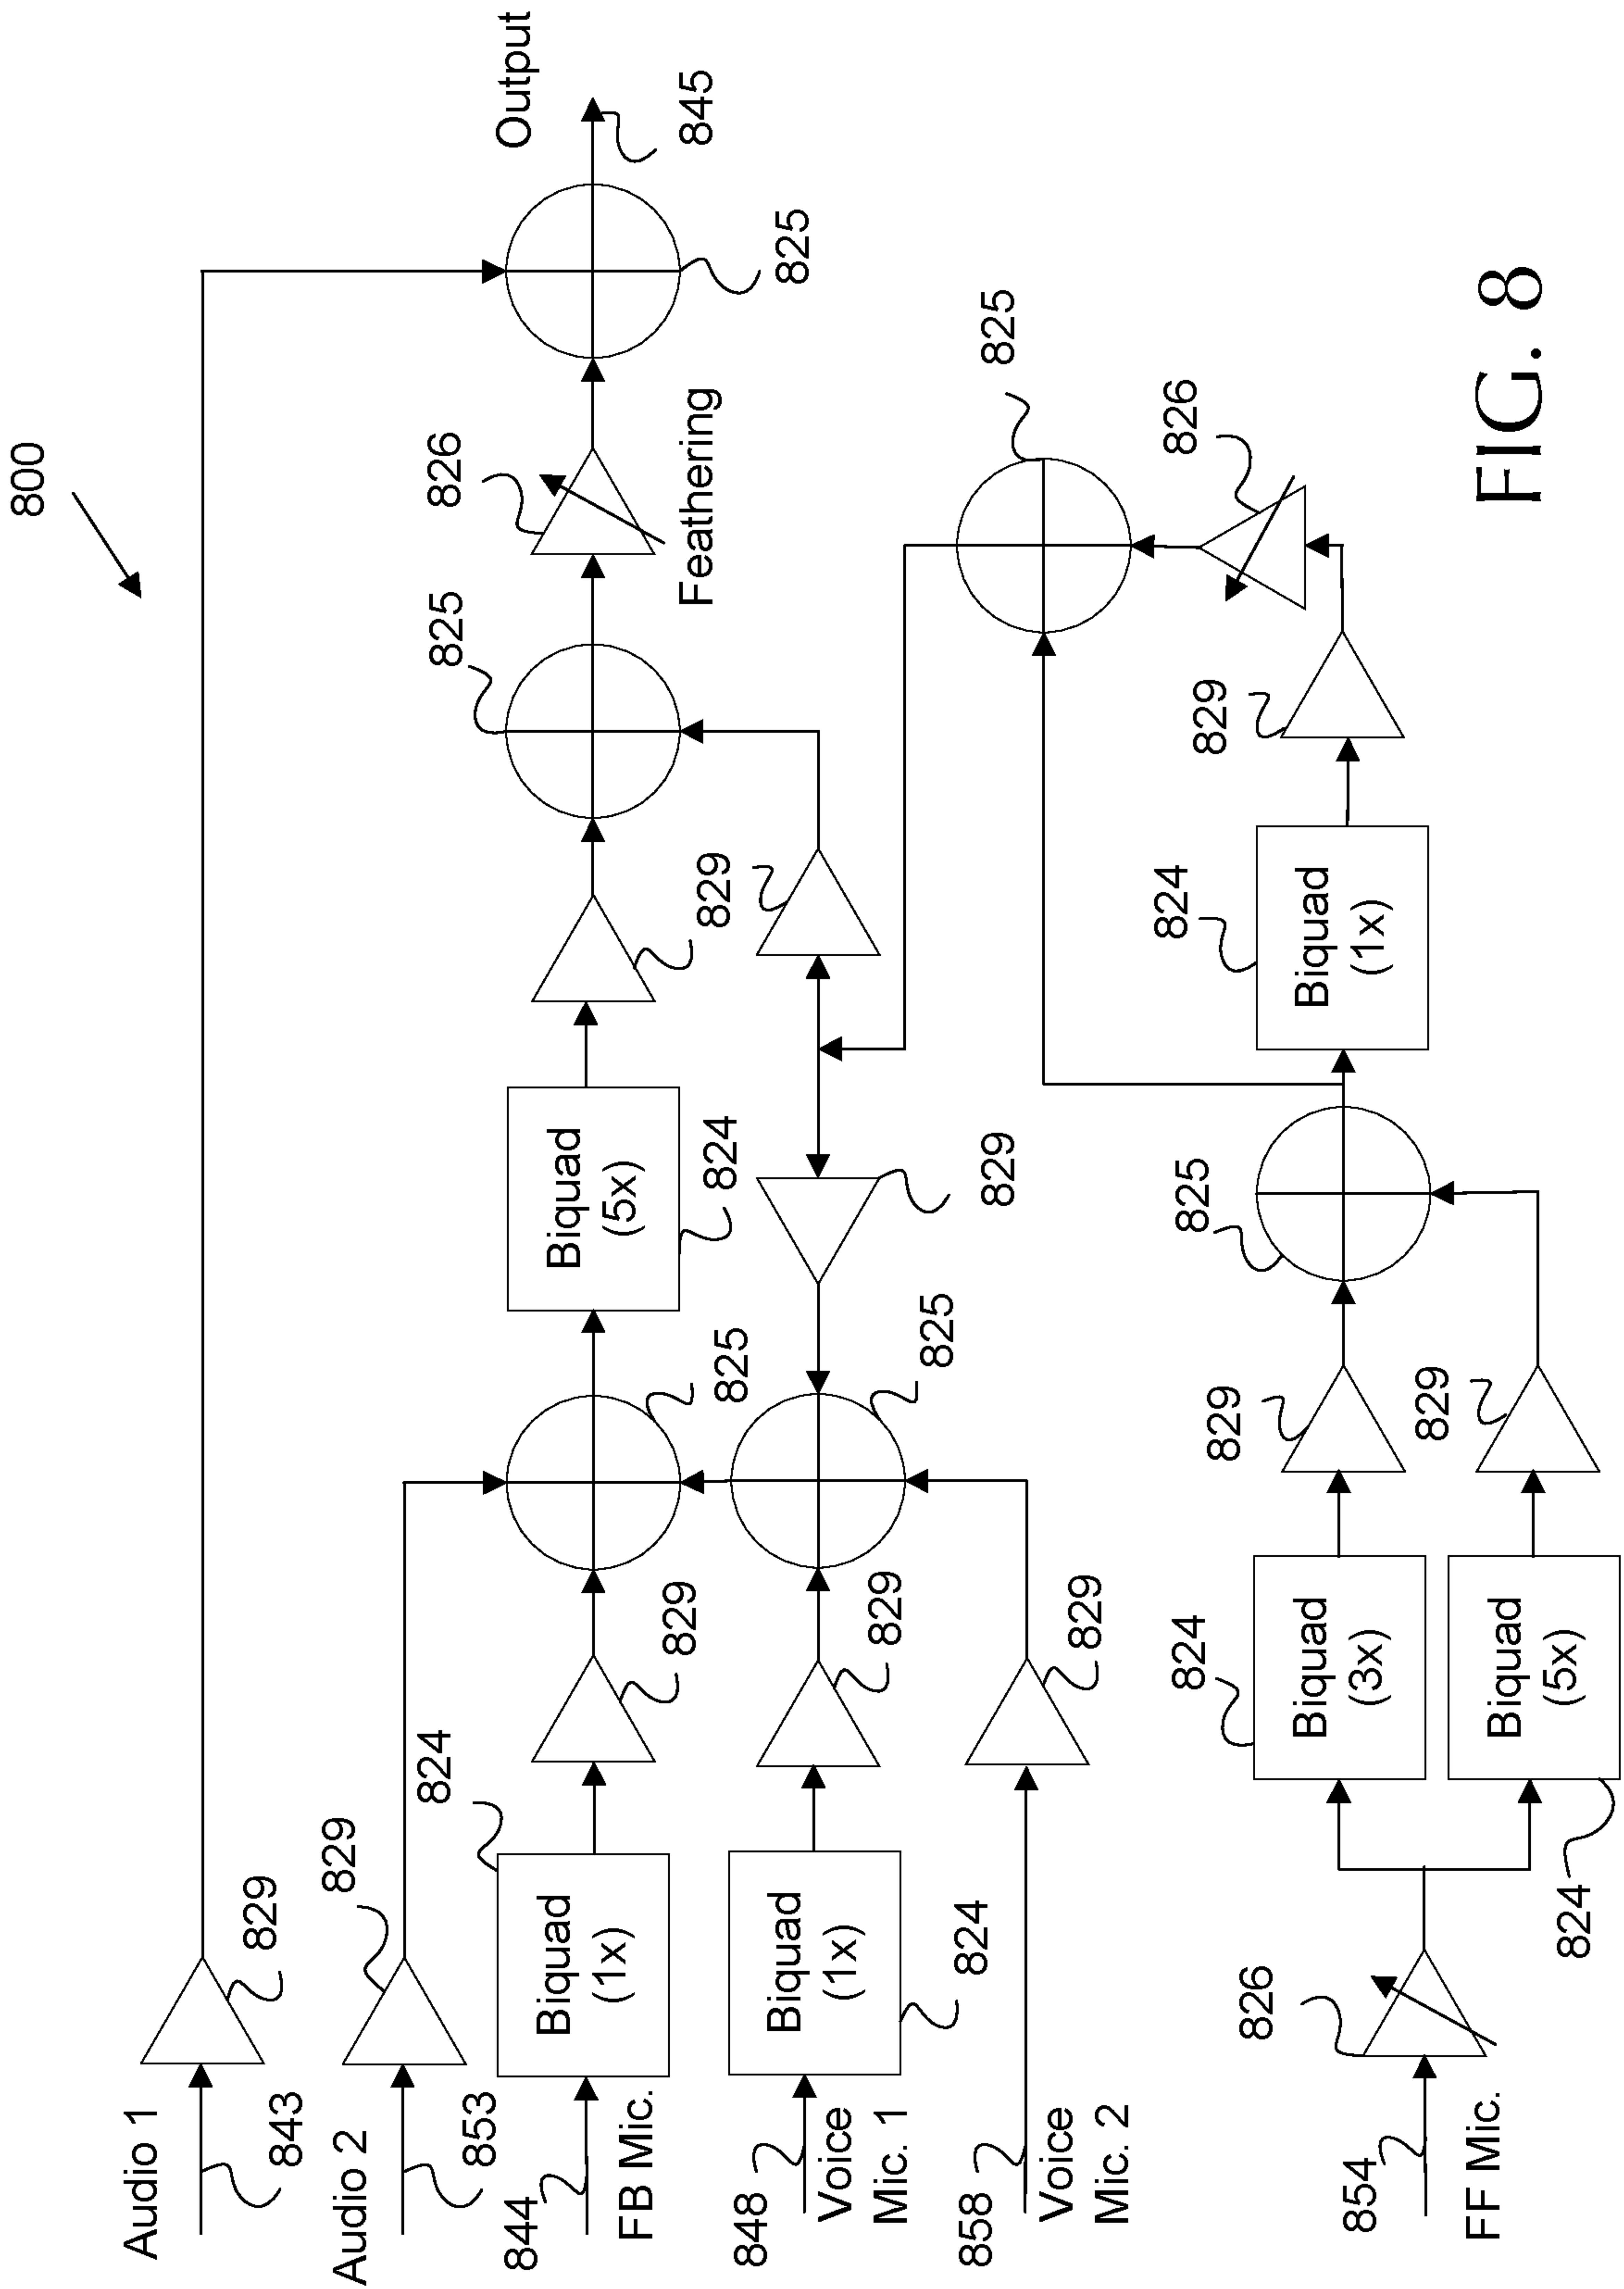 800
Audio 1
843
829
Output
845
825
Audio 2
853
829
826
Feathering
825
844
FB Mic.
Biquad
(1x)
824
829
825
Biquad
(5x)
824
829
848
Voice
Mic. 1
Biquad
(1x)
824
829
825
829
829
858
Voice
Mic. 2
829
825
826
854
FF Mic.
826
824
Biquad
(3x)
829
825
824
Biquad
(1x)
829
Biquad
(5x)
824
829
FIG. 8